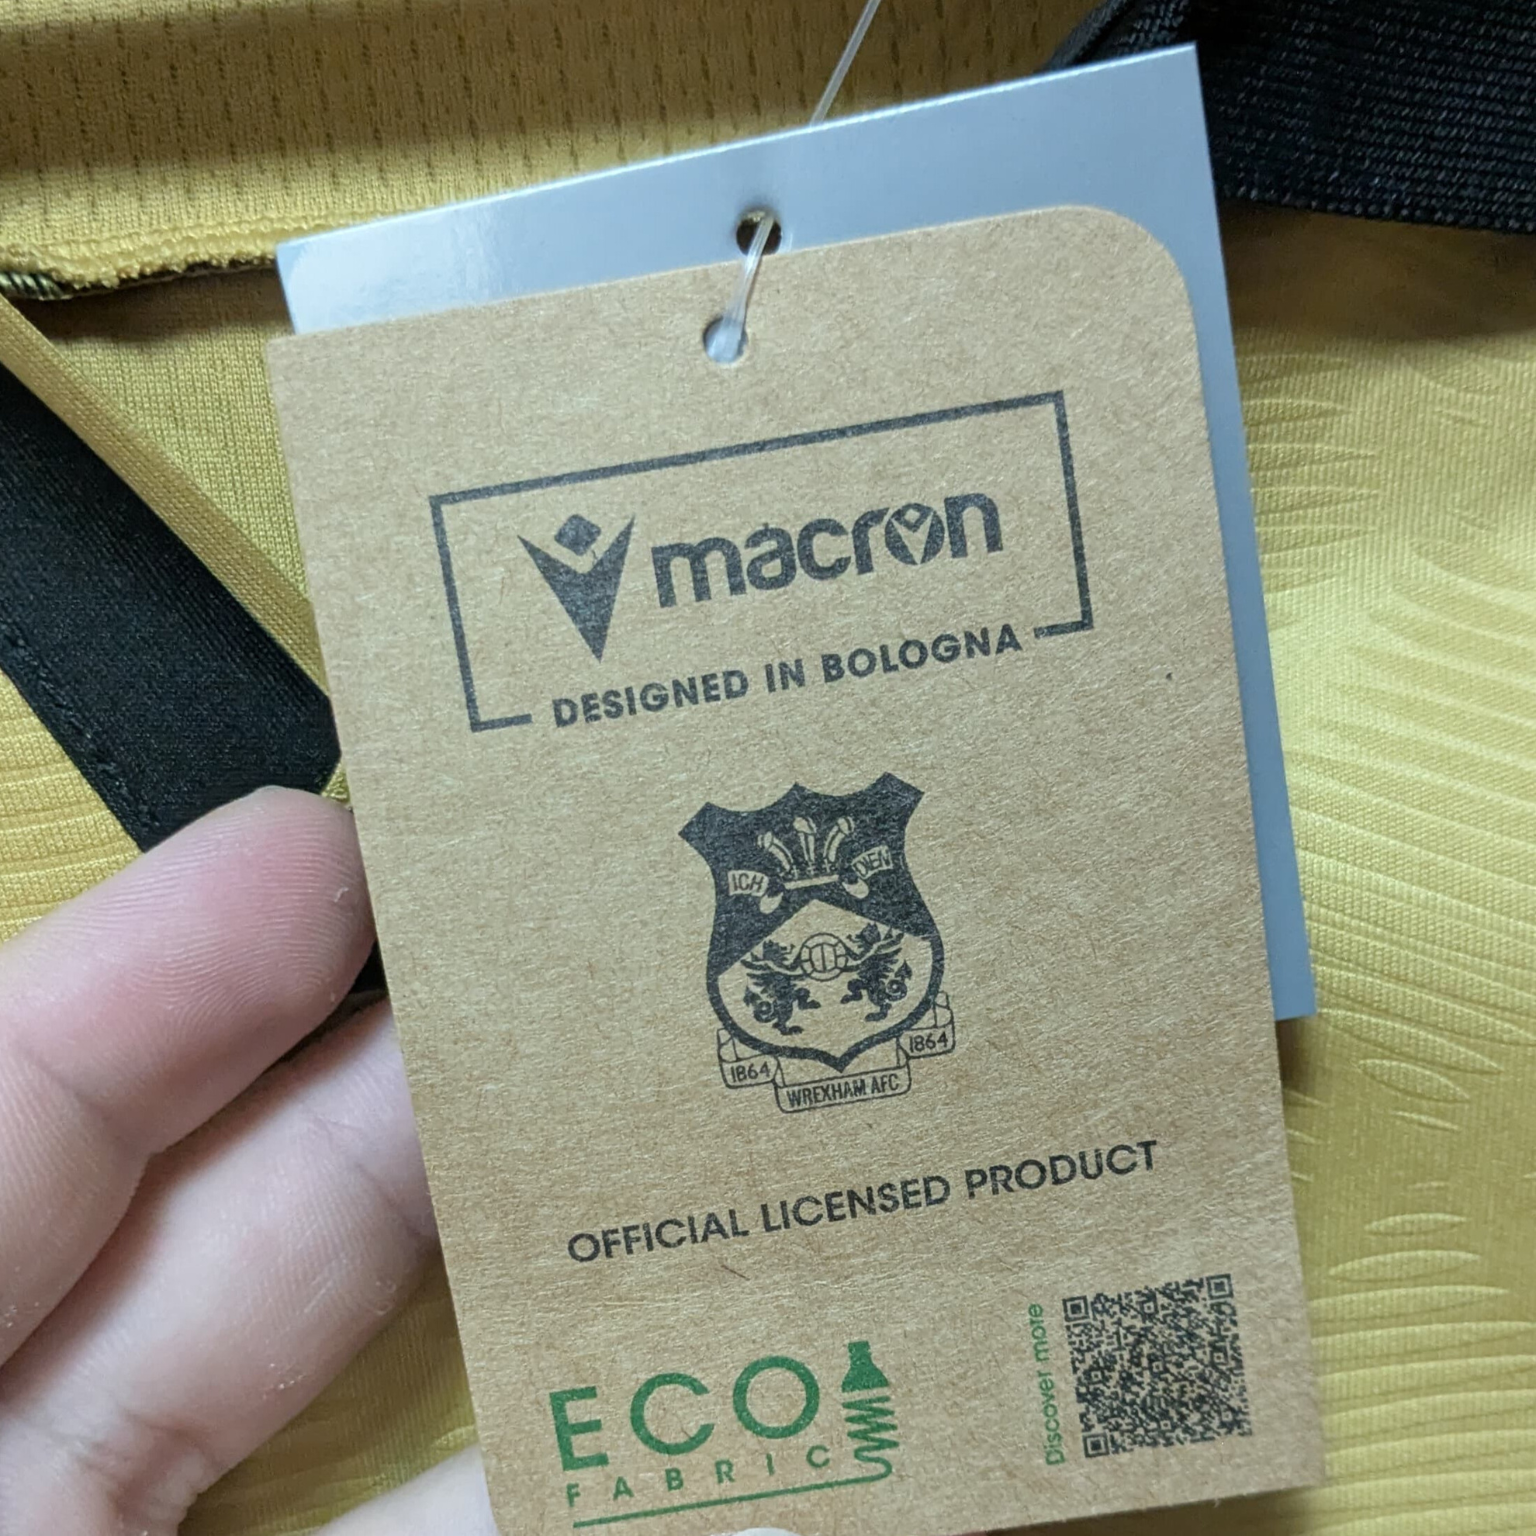 macron
DESIGNED IN BOLOGNA
ICH DIEN
1864 1864
WREXHAM AFC
OFFICIAL LICENSED PRODUCT
ECO
FABRIC
Discover more